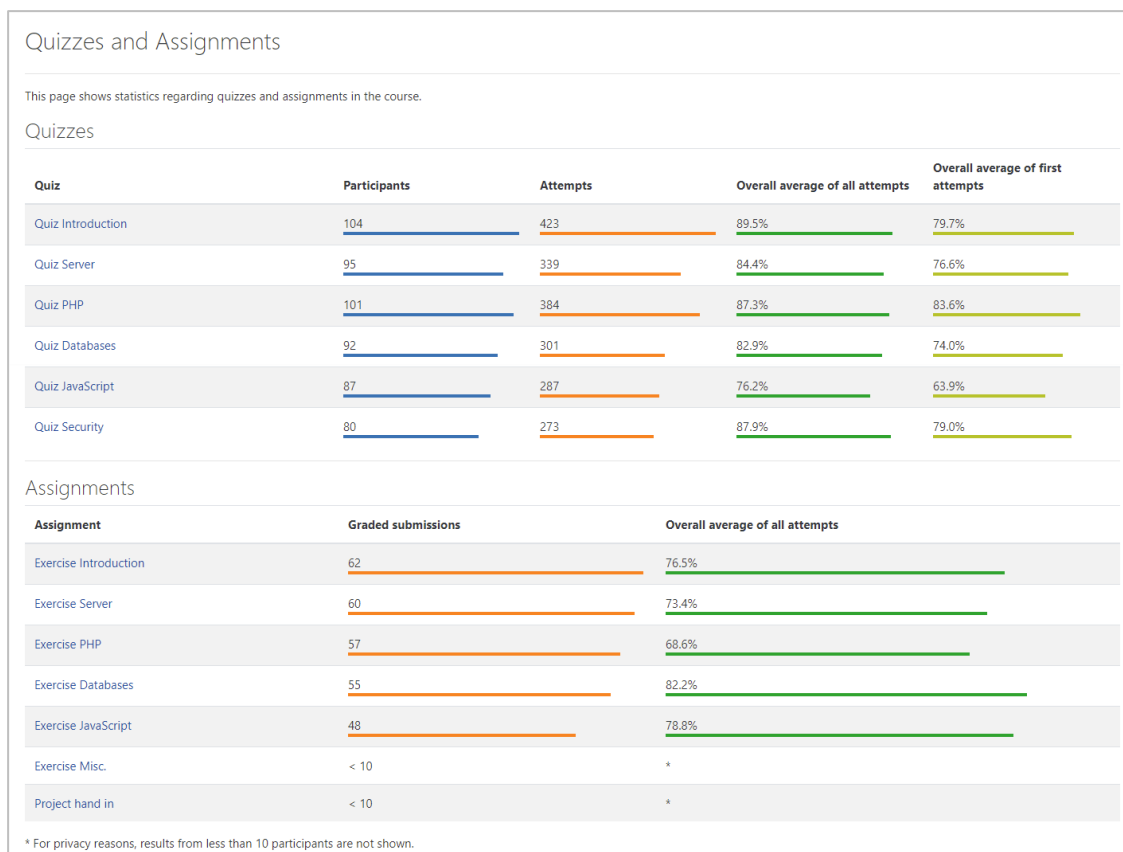 Quizzes and Assignments
This page shows statistics regarding quizzes and assignments in the course.
Quizzes
Quiz Participants Attempts Overall average of all attempts Overall average of first attempts
Quiz Introduction 104 423 89.5% 79.7%
Quiz Server 95 339 84.4% 76.6%
Quiz PHP 101 384 87.3% 83.6%
Quiz Databases 92 301 82.9% 74.0%
Quiz JavaScript 87 287 76.2% 63.9%
Quiz Security 80 273 87.9% 79.0%
Assignments
Assignment Graded submissions Overall average of all attempts
Exercise Introduction 62 76.5%
Exercise Server 60 73.4%
Exercise PHP 57 68.6%
Exercise Databases 55 82.2%
Exercise JavaScript 48 78.8%
Exercise Misc. < 10 *
Project hand in < 10 *
* For privacy reasons, results from less than 10 participants are not shown.